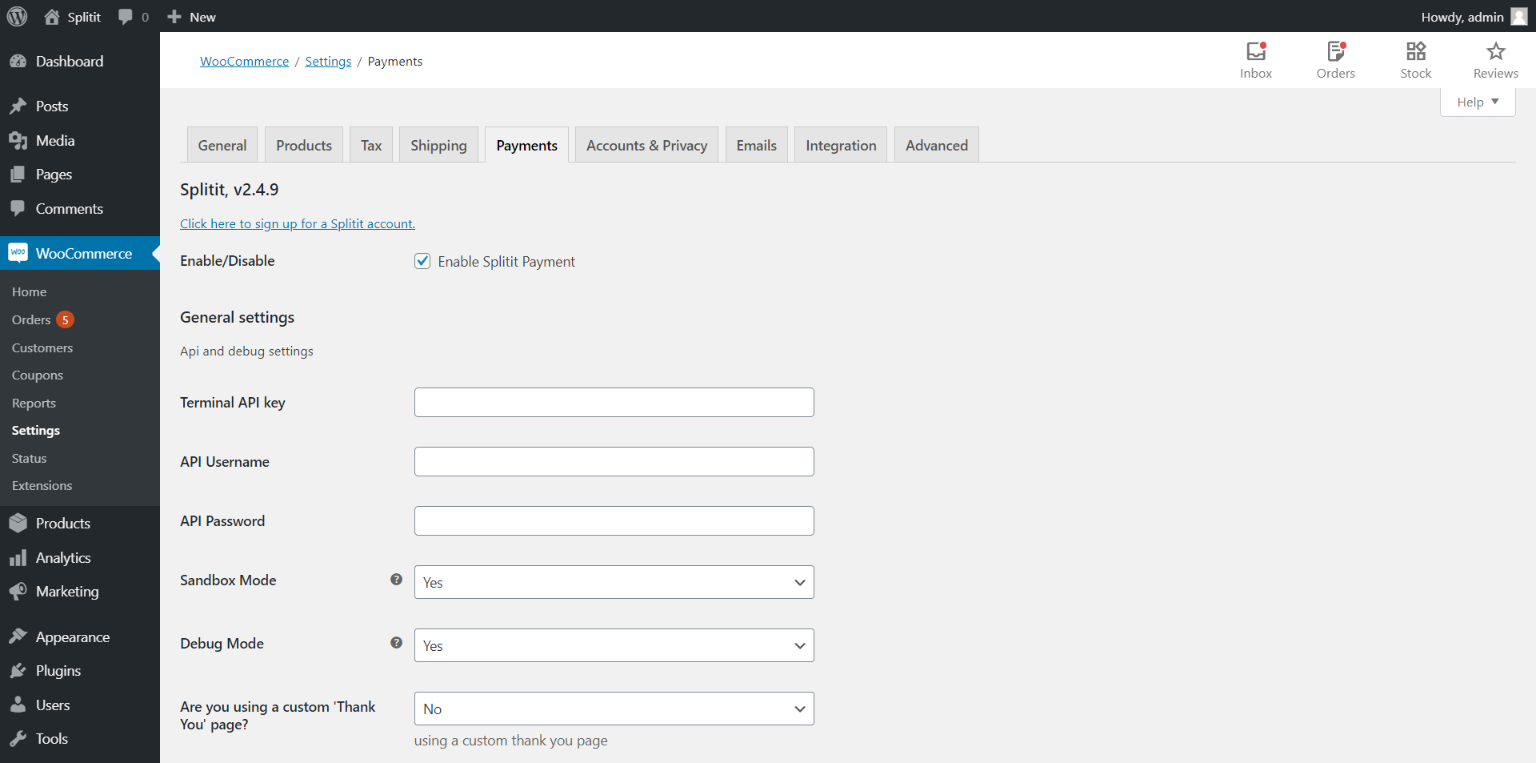 Splitit 0 New Howdy, admin
Dashboard
Posts
Media
Pages
Comments
WOO WooCommerce
Home
Orders 5
Customers
Coupons
Reports
Settings
Status
Extensions
Products
Analytics
Marketing
Appearance
Plugins
Users
Tools
WooCommerce / Settings / Payments
Inbox Orders Stock Reviews
Help
General Products Tax Shipping Payments Accounts & Privacy Emails Integration Advanced
Splitit, v2.4.9
Click here to sign up for a Splitit account.
Enable/Disable Enable Splitit Payment
General settings
Api and debug settings
Terminal API key
API Username
API Password
Sandbox Mode ? Yes
Debug Mode ? Yes
Are you using a custom 'Thank
You' page?
No
using a custom thank you page